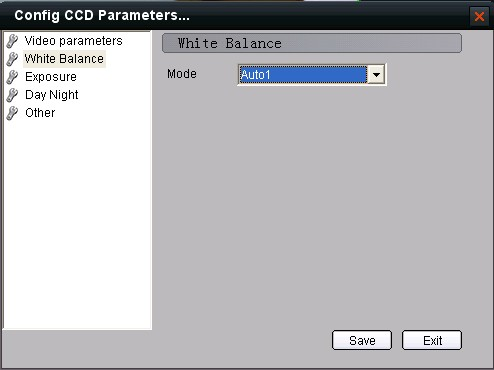 Config CCD Parameters...
Video parameters
White Balance
Exposure
Day Night
Other
White Balance
Mode
Auto1
Save
Exit